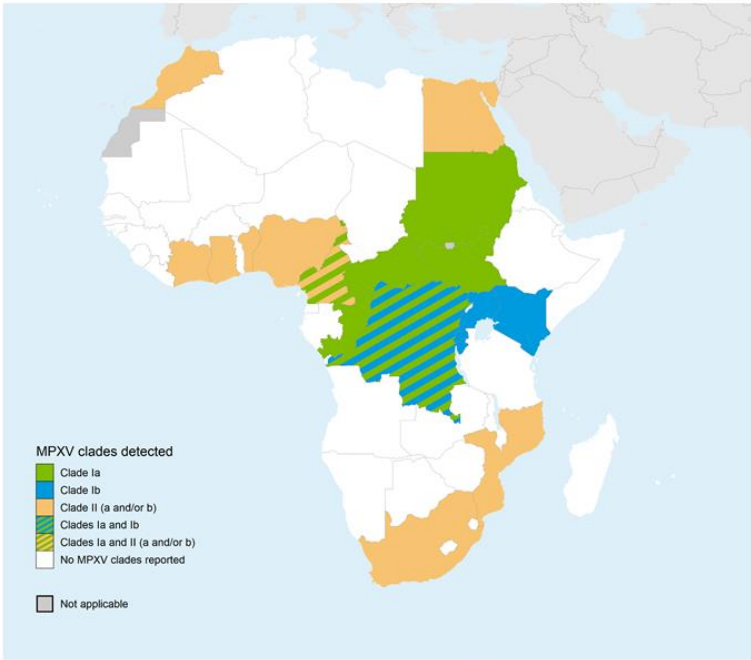 MPXV clades detected
Clade Ia
Clade Ib
Clade II (a and/or b)
Clades Ia and Ib
Clades Ia and II (a and/or b)
No MPXV clades reported
Not applicable